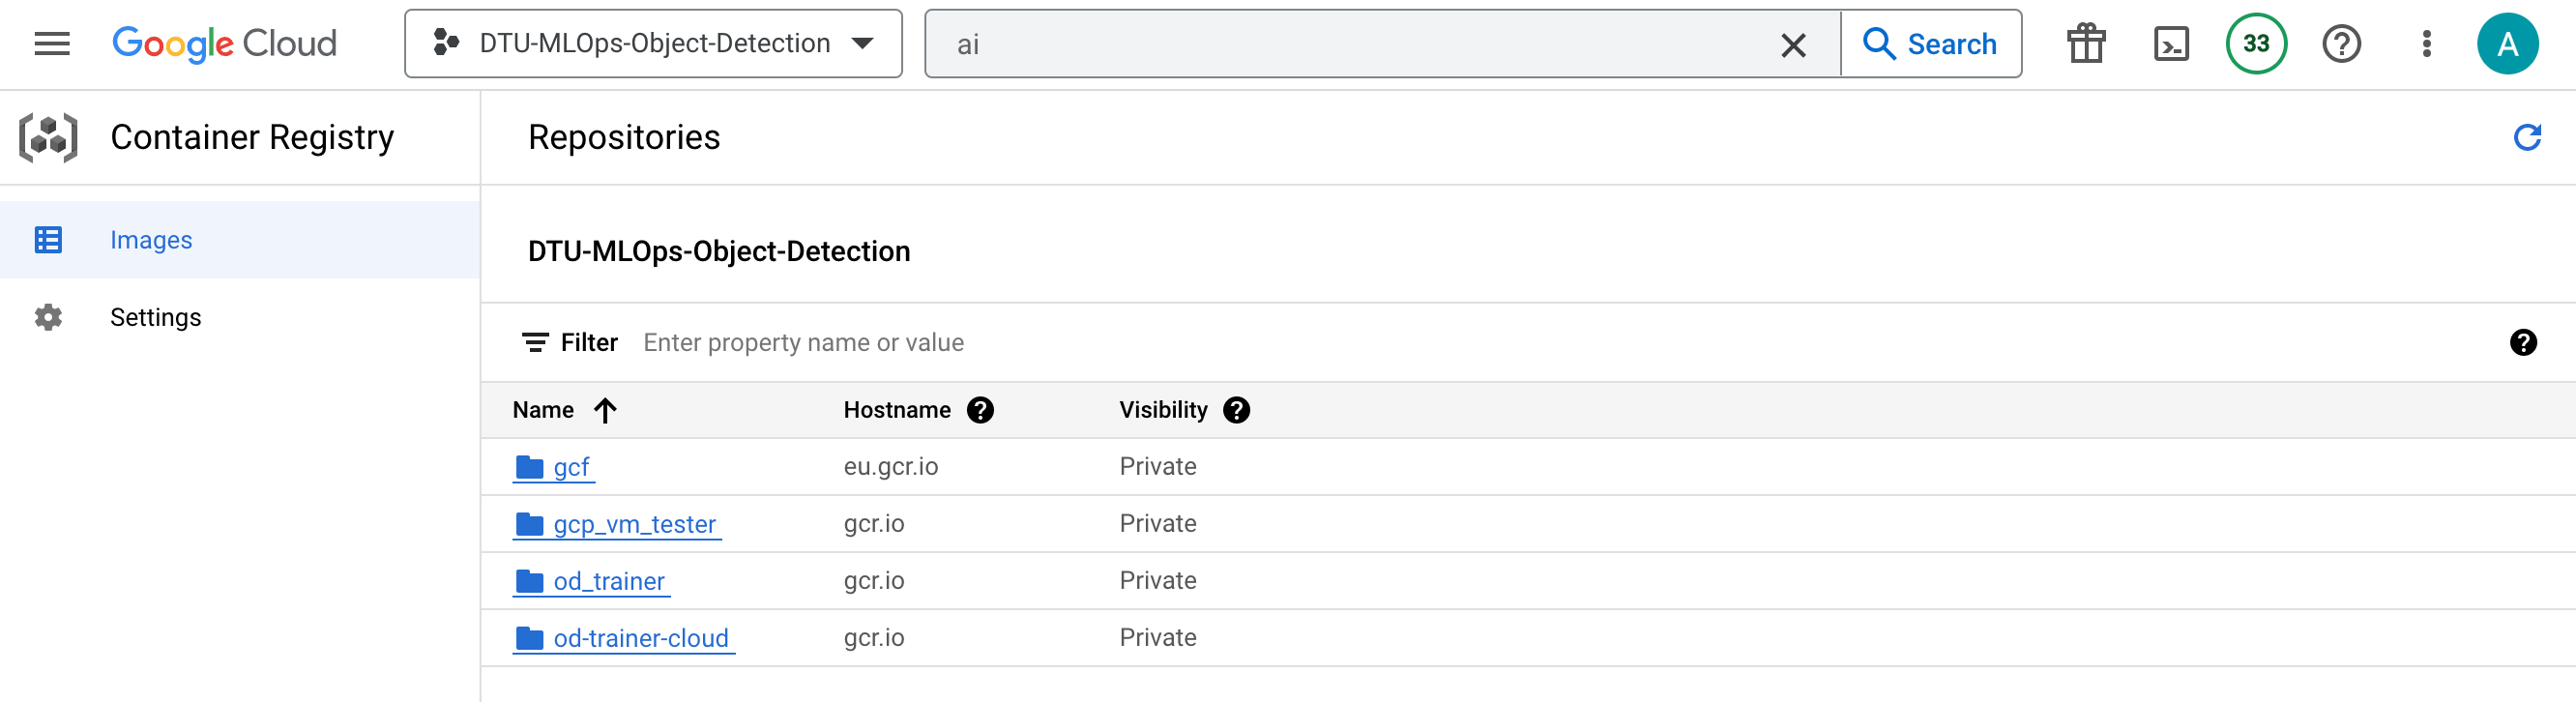 Google Cloud DTU-MLOps-Object-Detection ai Search 33 A
Container Registry Repositories
Images
DTU-MLOps-Object-Detection
Settings
Filter Enter property name or value
Name Hostname Visibility
gcf eu.gcr.io Private
gcp_vm_tester gcr.io Private
od_trainer gcr.io Private
od-trainer-cloud gcr.io Private